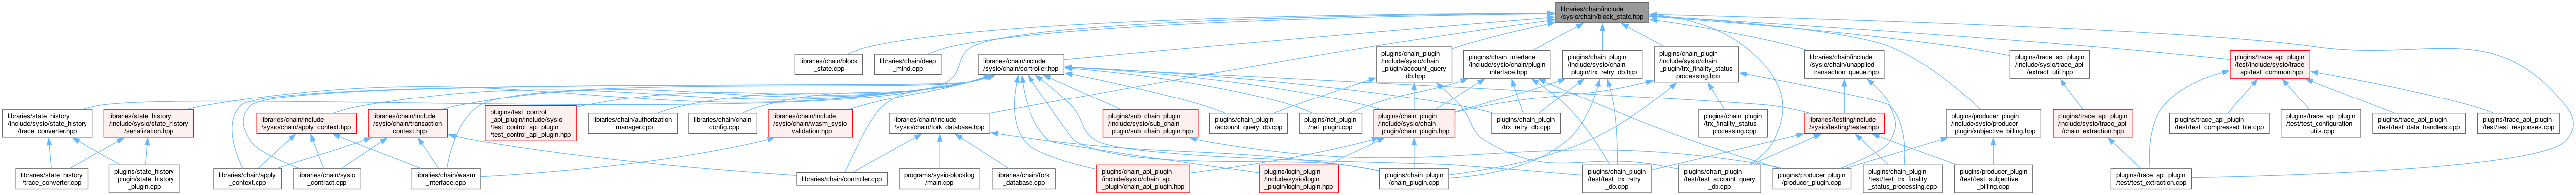 libraries/chain/include
/sysio/chain/block_state.hpp
libraries/chain/block
_state.cpp
libraries/chain/deep
_mind.cpp
libraries/chain/include
/sysio/chain/controller.hpp
plugins/chain_plugin
/include/sysio/chain
_plugin/account_query
_db.hpp
plugins/chain_interface
/include/sysio/chain/plugin
_interface.hpp
plugins/chain_plugin
/include/sysio/chain
_plugin/trx_retry_db.hpp
plugins/chain_plugin
/include/sysio/chain
_plugin/trx_finality_status
_processing.hpp
libraries/chain/include
/sysio/chain/unapplied
_transaction_queue.hpp
plugins/trace_api_plugin
/include/sysio/trace_api
/extract_util.hpp
plugins/trace_api_plugin
/test/include/sysio/trace
_api/test_common.hpp
libraries/state_history
/include/sysio/state_history
/trace_converter.hpp
libraries/state_history
/include/sysio/state_history
/serialization.hpp
libraries/chain/include
/sysio/chain/apply_context.hpp
libraries/chain/include
/sysio/chain/transaction
_context.hpp
plugins/test_control
_api_plugin/include/sysio
/test_control_api_plugin
/test_control_api_plugin.hpp
libraries/chain/authorization
_manager.cpp
libraries/chain/chain
_config.cpp
libraries/chain/include
/sysio/chain/wasm_sysio
_validation.hpp
libraries/chain/include
/sysio/chain/fork_database.hpp
plugins/sub_chain_plugin
/include/sysio/sub_chain
_plugin/sub_chain_plugin.hpp
plugins/chain_plugin
/account_query_db.cpp
plugins/net_plugin
/net_plugin.cpp
plugins/chain_plugin
/include/sysio/chain
_plugin/chain_plugin.hpp
plugins/chain_plugin
/trx_retry_db.cpp
plugins/chain_plugin
/trx_finality_status
_processing.cpp
libraries/testing/include
/sysio/testing/tester.hpp
plugins/producer_plugin
/include/sysio/producer
_plugin/subjective_billing.hpp
plugins/trace_api_plugin
/include/sysio/trace_api
/chain_extraction.hpp
plugins/trace_api_plugin
/test/test_compressed_file.cpp
plugins/trace_api_plugin
/test/test_configuration
_utils.cpp
plugins/trace_api_plugin
/test/test_data_handlers.cpp
plugins/trace_api_plugin
/test/test_responses.cpp
libraries/state_history
/trace_converter.cpp
plugins/state_history
_plugin/state_history
_plugin.cpp
libraries/chain/apply
_context.cpp
libraries/chain/sysio
_contract.cpp
libraries/chain/wasm
_interface.cpp
libraries/chain/controller.cpp
programs/sysio-blocklog
/main.cpp
libraries/chain/fork
_database.cpp
plugins/chain_api_plugin
/include/sysio/chain_api
_plugin/chain_api_plugin.hpp
plugins/login_plugin
/include/sysio/login
_plugin/login_plugin.hpp
plugins/chain_plugin
/chain_plugin.cpp
plugins/chain_plugin
/test/test_trx_retry
_db.cpp
plugins/chain_plugin
/test/test_account_query
_db.cpp
plugins/producer_plugin
/producer_plugin.cpp
plugins/chain_plugin
/test/test_trx_finality
_status_processing.cpp
plugins/producer_plugin
/test/test_subjective
_billing.cpp
plugins/trace_api_plugin
/test/test_extraction.cpp